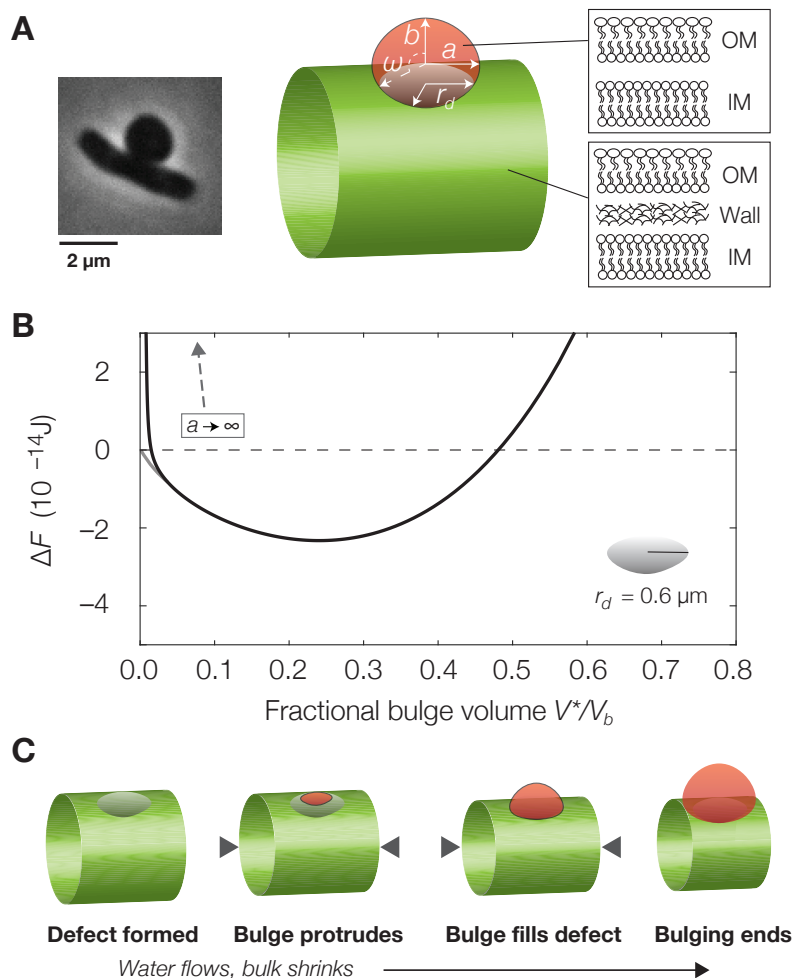 A
b
a
ω
r_d
OM
IM
OM
Wall
IM
2 µm
B
ΔF (10 ⁻¹⁴J)
2
0
−2
−4
a → ∞
r_d = 0.6 µm
0.0 0.1 0.2 0.3 0.4 0.5 0.6 0.7 0.8
Fractional bulge volume V*/V_b
C
Defect formed Bulge protrudes Bulge fills defect Bulging ends
Water flows, bulk shrinks